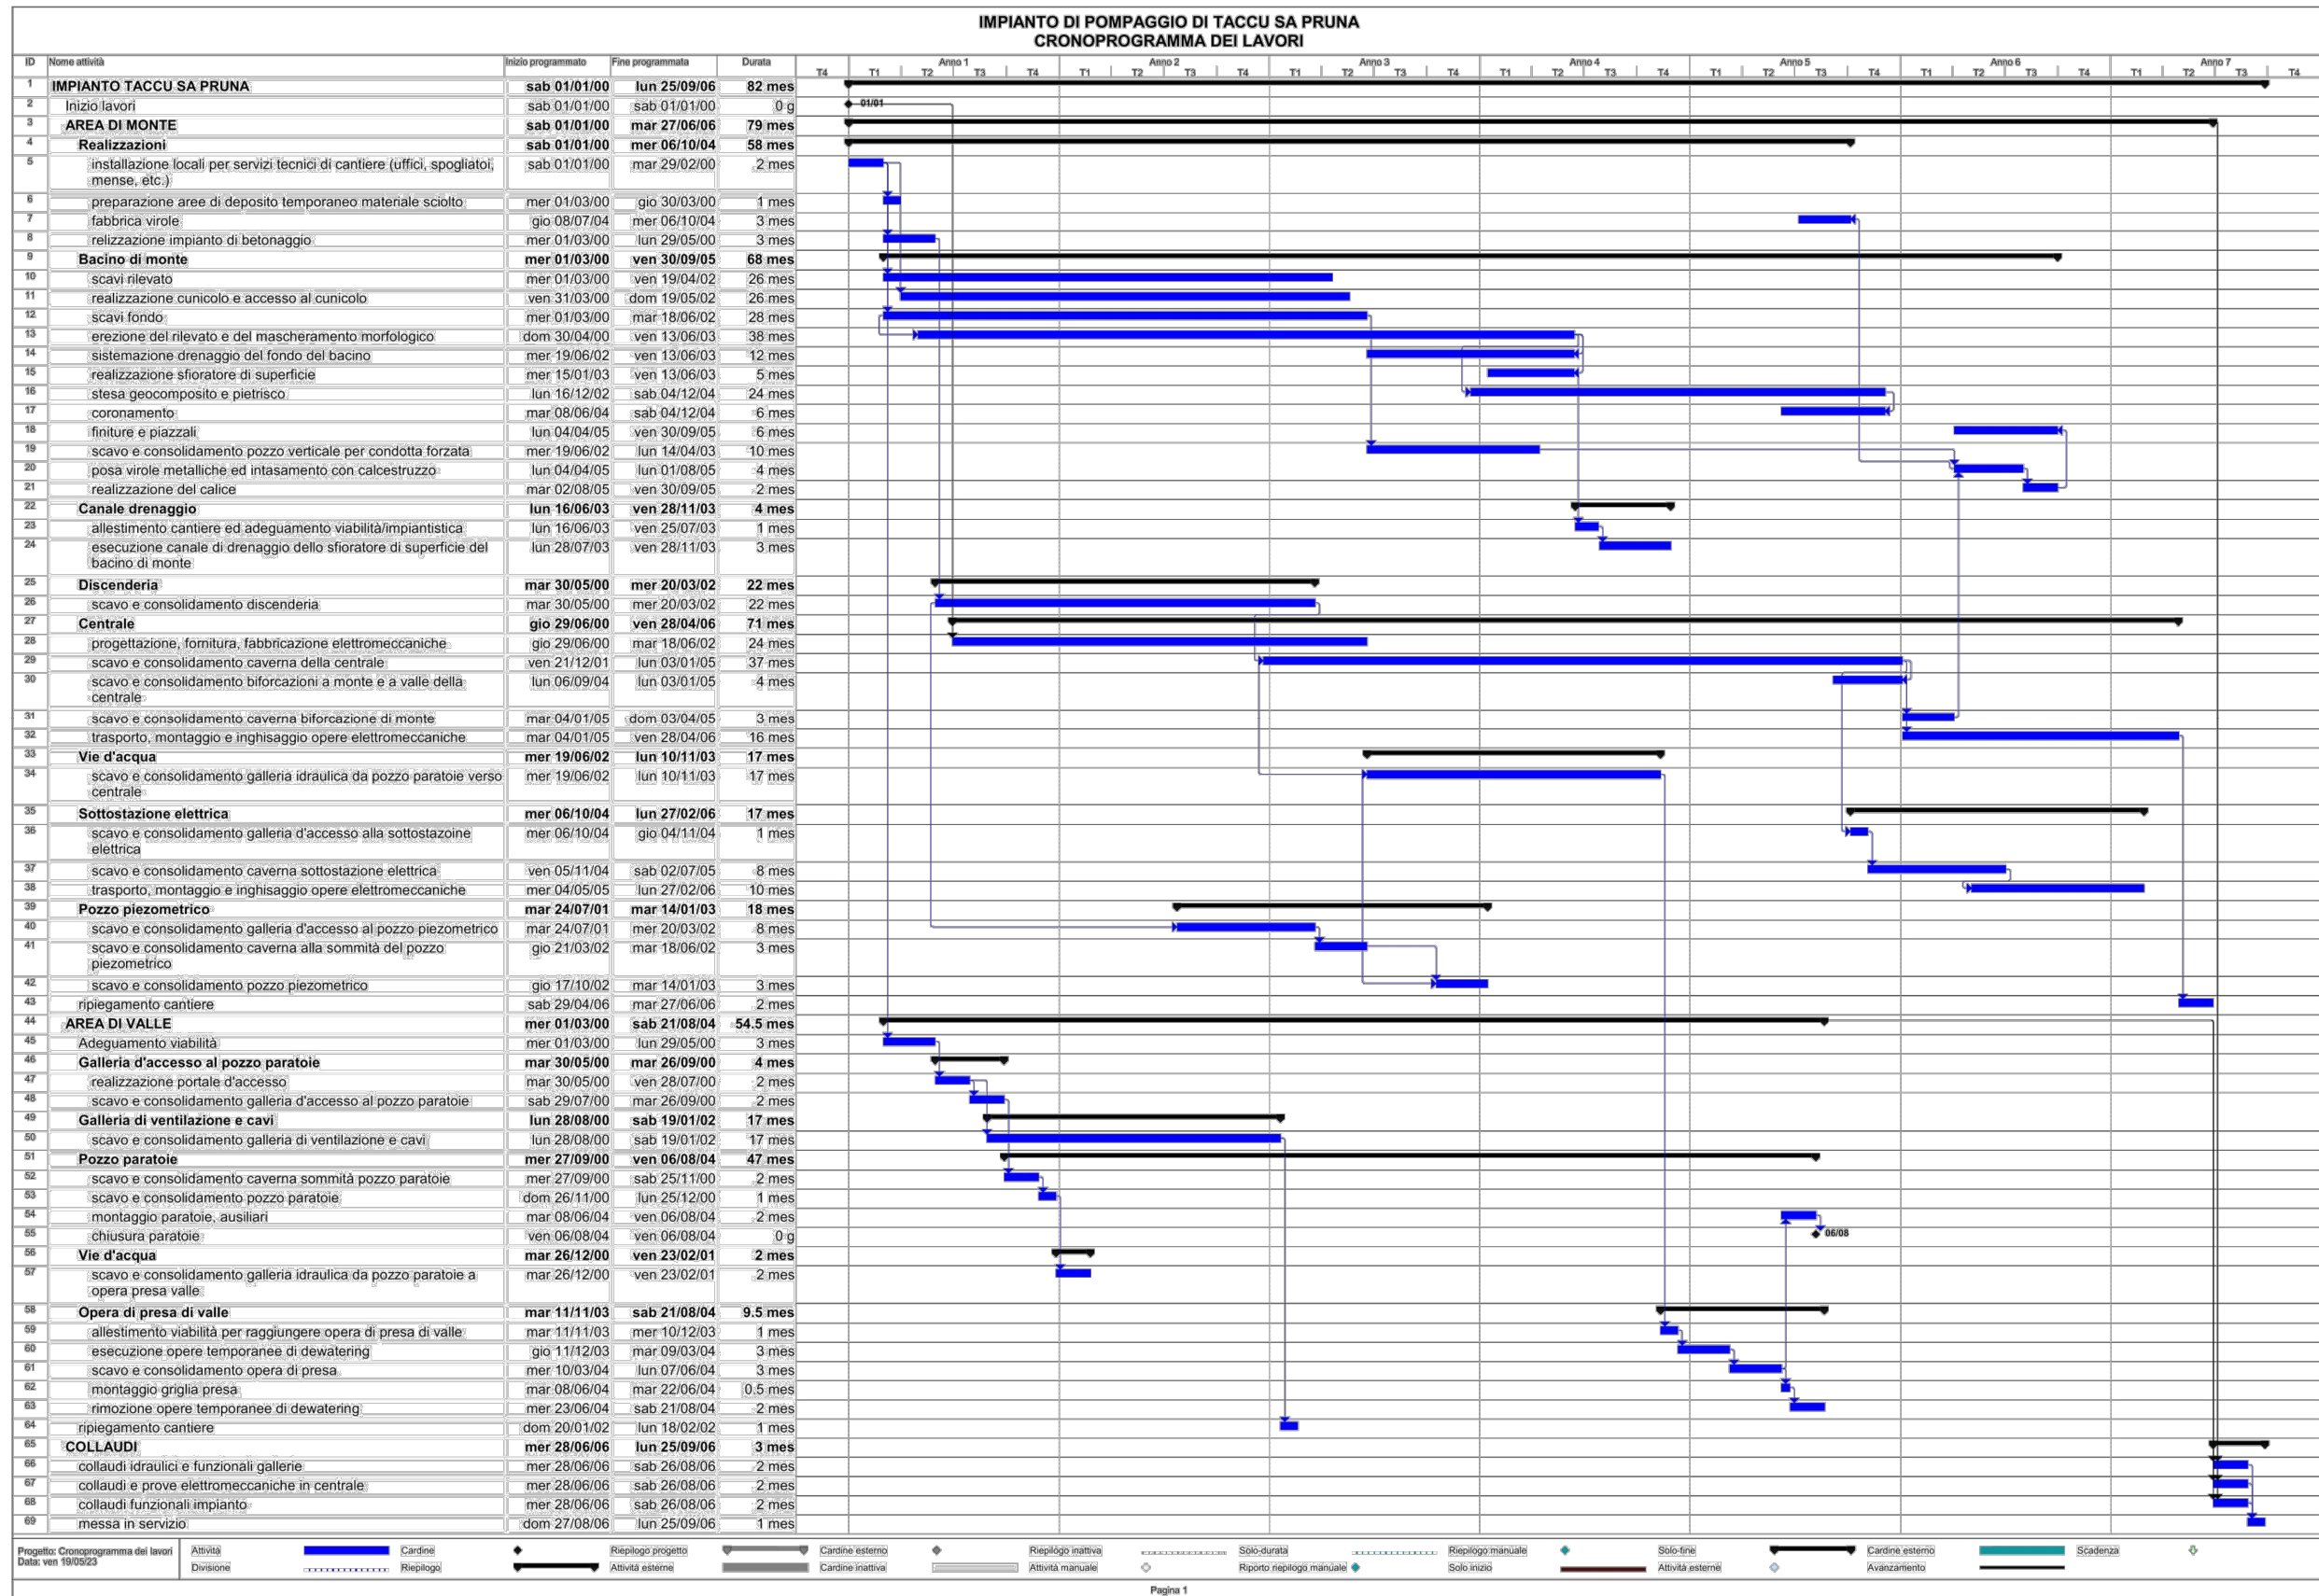 IMPIANTO DI POMPAGGIO DI TACCU SA PRUNA
CRONOPROGRAMMA DEI LAVORI
ID Nome attività Inizio programmato Fine programmata Durata
Anno 1 Anno 2 Anno 3 Anno 4 Anno 5 Anno 6 Anno 7
T4 T1 T2 T3 T4 T1 T2 T3 T4 T1 T2 T3 T4 T1 T2 T3 T4 T1 T2 T3 T4 T1 T2 T3 T4 T1 T2 T3 T4
1 IMPIANTO TACCU SA PRUNA sab 01/01/00 lun 25/09/06 82 mes
2 Inizio lavori sab 01/01/00 sab 01/01/00 0 g 01/01
3 AREA DI MONTE sab 01/01/00 mar 27/06/06 79 mes
4 Realizzazioni sab 01/01/00 mer 06/10/04 58 mes
5 installazione locali per servizi tecnici di cantiere (uffici, spogliatoi, sab 01/01/00 mar 29/02/00 2 mes
mense, etc.)
6 preparazione aree di deposito temporaneo materiale sciolto mer 01/03/00 gio 30/03/00 1 mes
7 fabbrica virole gio 08/07/04 mer 06/10/04 3 mes
8 relizzazione impianto di betonaggio mer 01/03/00 lun 29/05/00 3 mes
9 Bacino di monte mer 01/03/00 ven 30/09/05 68 mes
10 scavi rilevato mer 01/03/00 ven 19/04/02 26 mes
11 realizzazione cunicolo e accesso al cunicolo ven 31/03/00 dom 19/05/02 26 mes
12 scavi fondo mer 01/03/00 mar 18/06/02 28 mes
13 erezione del rilevato e del mascheramento morfologico dom 30/04/00 ven 13/06/03 38 mes
14 sistemazione drenaggio del fondo del bacino mer 19/06/02 ven 13/06/03 12 mes
15 realizzazione sfioratore di superficie mer 15/01/03 ven 13/06/03 5 mes
16 stesa geocomposito e pietrisco lun 16/12/02 sab 04/12/04 24 mes
17 coronamento mar 08/06/04 sab 04/12/04 6 mes
18 finiture e piazzali lun 04/04/05 ven 30/09/05 6 mes
19 scavo e consolidamento pozzo verticale per condotta forzata mer 19/06/02 lun 14/04/03 10 mes
20 posa virole metalliche ed intasamento con calcestruzzo lun 04/04/05 lun 01/08/05 4 mes
21 realizzazione del calice mar 02/08/05 ven 30/09/05 2 mes
22 Canale drenaggio lun 16/06/03 ven 28/11/03 4 mes
23 allestimento cantiere ed adeguamento viabilità/impiantistica lun 16/06/03 ven 25/07/03 1 mes
24 esecuzione canale di drenaggio dello sfioratore di superficie del lun 28/07/03 ven 28/11/03 3 mes
bacino di monte
25 Discenderia mar 30/05/00 mer 20/03/02 22 mes
26 scavo e consolidamento discenderia mar 30/05/00 mer 20/03/02 22 mes
27 Centrale gio 29/06/00 ven 28/04/06 71 mes
28 progettazione, fornitura, fabbricazione elettromeccaniche gio 29/06/00 mar 18/06/02 24 mes
29 scavo e consolidamento caverna della centrale ven 21/12/01 lun 03/01/05 37 mes
30 scavo e consolidamento biforcazioni a monte e a valle della lun 06/09/04 lun 03/01/05 4 mes
centrale
31 scavo e consolidamento caverna biforcazione di monte mar 04/01/05 dom 03/04/05 3 mes
32 trasporto, montaggio e inghisaggio opere elettromeccaniche mar 04/01/05 ven 28/04/06 16 mes
33 Vie d'acqua mer 19/06/02 lun 10/11/03 17 mes
34 scavo e consolidamento galleria idraulica da pozzo paratoie verso mer 19/06/02 lun 10/11/03 17 mes
centrale
35 Sottostazione elettrica mer 06/10/04 lun 27/02/06 17 mes
36 scavo e consolidamento galleria d'accesso alla sottostazoine mer 06/10/04 gio 04/11/04 1 mes
elettrica
37 scavo e consolidamento caverna sottostazione elettrica ven 05/11/04 sab 02/07/05 8 mes
38 trasporto, montaggio e inghisaggio opere elettromeccaniche mer 04/05/05 lun 27/02/06 10 mes
39 Pozzo piezometrico mar 24/07/01 mar 14/01/03 18 mes
40 scavo e consolidamento galleria d'accesso al pozzo piezometrico mar 24/07/01 mer 20/03/02 8 mes
41 scavo e consolidamento caverna alla sommità del pozzo gio 21/03/02 mar 18/06/02 3 mes
piezometrico
42 scavo e consolidamento pozzo piezometrico gio 17/10/02 mar 14/01/03 3 mes
43 ripiegamento cantiere sab 29/04/06 mar 27/06/06 2 mes
44 AREA DI VALLE mer 01/03/00 sab 21/08/04 54.5 mes
45 Adeguamento viabilità mer 01/03/00 lun 29/05/00 3 mes
46 Galleria d'accesso al pozzo paratoie mar 30/05/00 mar 26/09/00 4 mes
47 realizzazione portale d'accesso mar 30/05/00 ven 28/07/00 2 mes
48 scavo e consolidamento galleria d'accesso al pozzo paratoie sab 29/07/00 mar 26/09/00 2 mes
49 Galleria di ventilazione e cavi lun 28/08/00 sab 19/01/02 17 mes
50 scavo e consolidamento galleria di ventilazione e cavi lun 28/08/00 sab 19/01/02 17 mes
51 Pozzo paratoie mer 27/09/00 ven 06/08/04 47 mes
52 scavo e consolidamento caverna sommità pozzo paratoie mer 27/09/00 sab 25/11/00 2 mes
53 scavo e consolidamento pozzo paratoie dom 26/11/00 lun 25/12/00 1 mes
54 montaggio paratoie, ausiliari mar 08/06/04 ven 06/08/04 2 mes
55 chiusura paratoie ven 06/08/04 ven 06/08/04 0 g 06/08
56 Vie d'acqua mar 26/12/00 ven 23/02/01 2 mes
57 scavo e consolidamento galleria idraulica da pozzo paratoie a mar 26/12/00 ven 23/02/01 2 mes
opera presa valle
58 Opera di presa di valle mar 11/11/03 sab 21/08/04 9.5 mes
59 allestimento viabilità per raggiungere opera di presa di valle mar 11/11/03 mer 10/12/03 1 mes
60 esecuzione opere temporanee di dewatering gio 11/12/03 mar 09/03/04 3 mes
61 scavo e consolidamento opera di presa mer 10/03/04 lun 07/06/04 3 mes
62 montaggio griglia presa mar 08/06/04 mar 22/06/04 0.5 mes
63 rimozione opere temporanee di dewatering mer 23/06/04 sab 21/08/04 2 mes
64 ripiegamento cantiere dom 20/01/02 lun 18/02/02 1 mes
65 COLLAUDI mer 28/06/06 lun 25/09/06 3 mes
66 collaudi idraulici e funzionali gallerie mer 28/06/06 sab 26/08/06 2 mes
67 collaudi e prove elettromeccaniche in centrale mer 28/06/06 sab 26/08/06 2 mes
68 collaudi funzionali impianto mer 28/06/06 sab 26/08/06 2 mes
69 messa in servizio dom 27/08/06 lun 25/09/06 1 mes
Progetto: Cronoprogramma dei lavori
Data: ven 19/05/23
Attività Cardine Riepilogo progetto Cardine esterno Riepilogo inattiva Solo-durata Riepilogo manuale Solo-fine Cardine esterno Scadenza
Divisione Riepilogo Attività esterne Cardine inattiva Attività manuale Riporto riepilogo manuale Solo inizio Attività esterne Avanzamento
Pagina 1